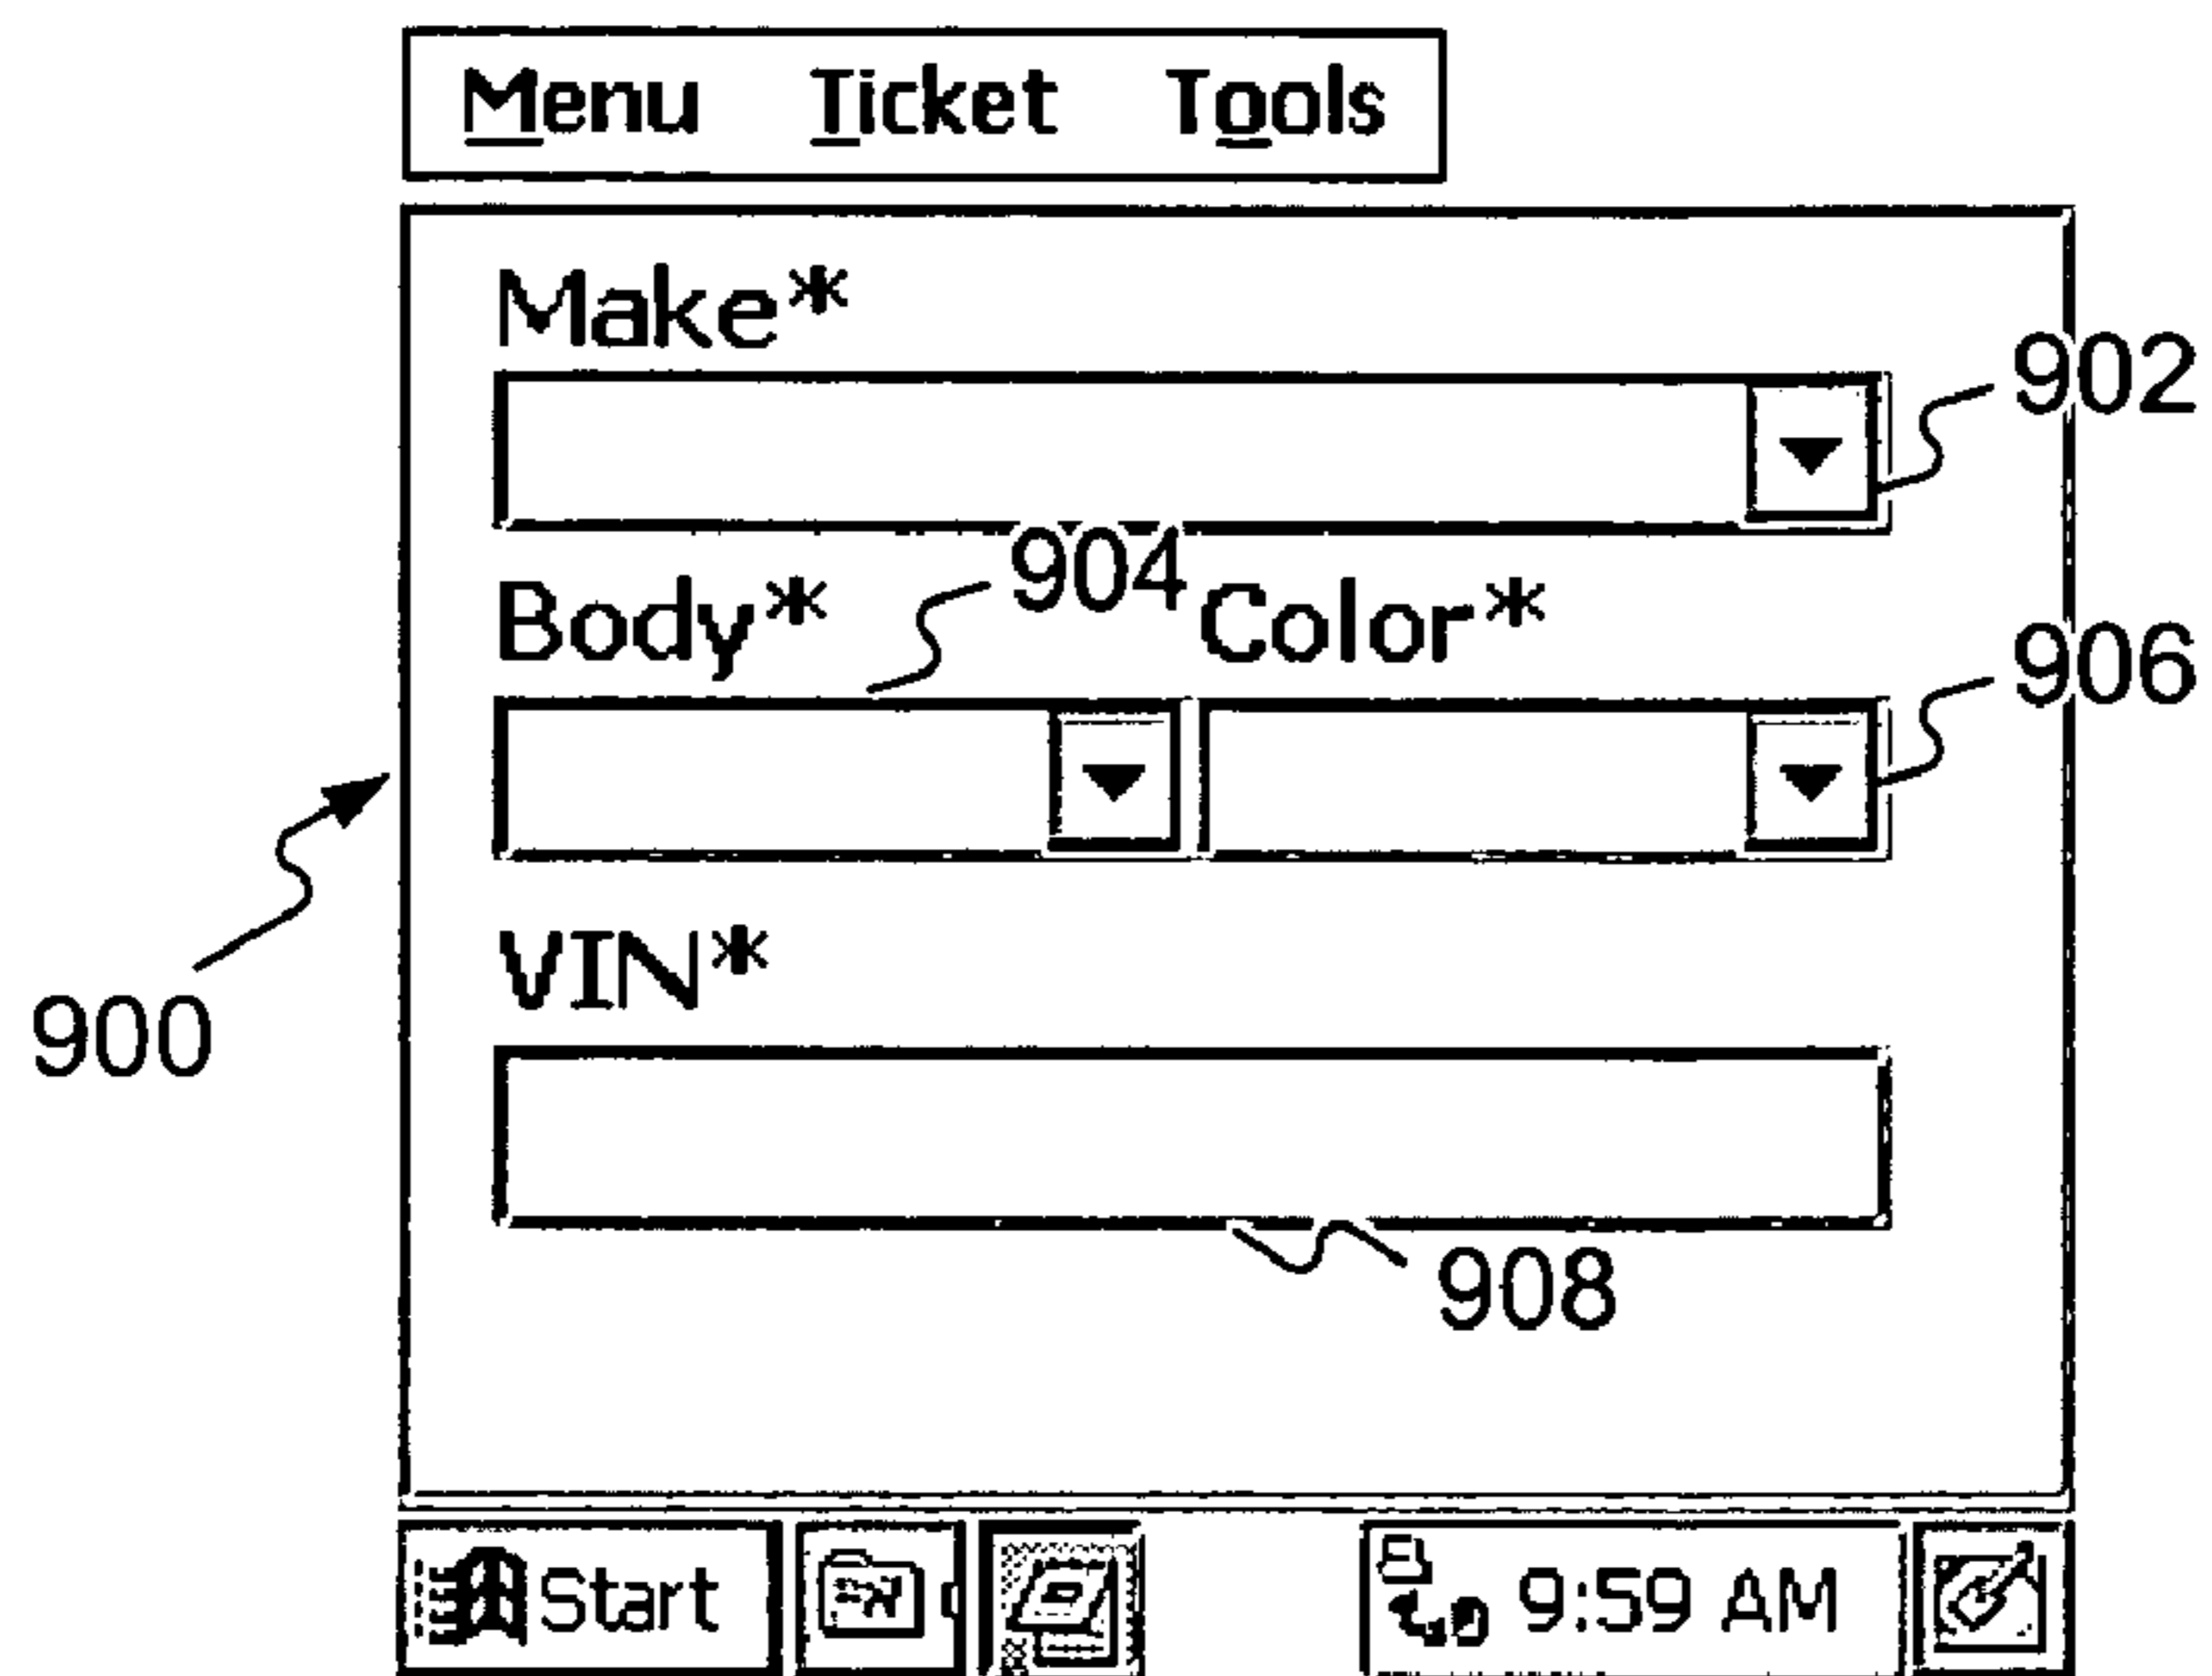 Menu Ticket Tools
Make*
902
904
Body* Color*
906
VIN*
900
908
Start 9:59 AM